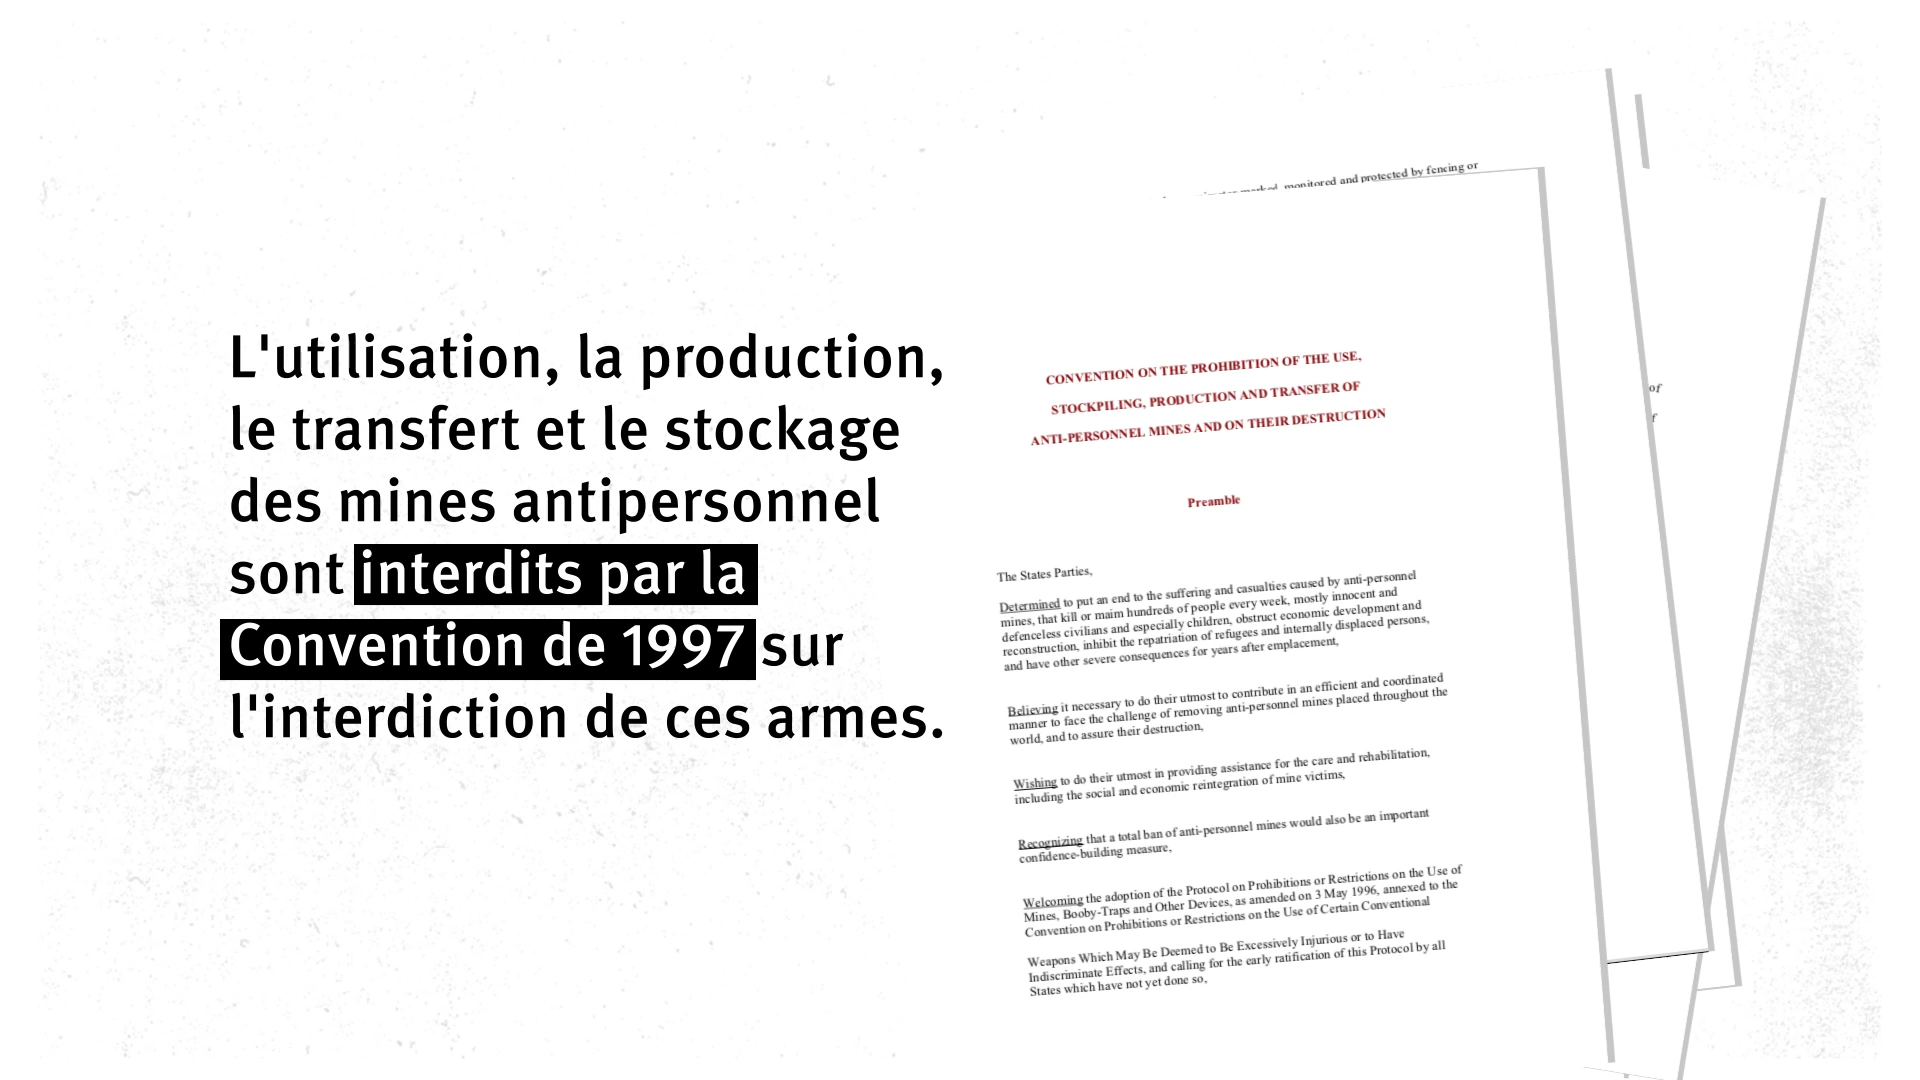 L'utilisation, la production,
le transfert et le stockage
des mines antipersonnel
sont interdits par la
Convention de 1997 sur
l'interdiction de ces armes.
marked, monitored and protected by fencing or
CONVENTION ON THE PROHIBITION OF THE USE,
STOCKPILING, PRODUCTION AND TRANSFER OF
ANTI-PERSONNEL MINES AND ON THEIR DESTRUCTION
Preamble
The States Parties,
Determined to put an end to the suffering and casualties caused by anti-personnel
mines, that kill or maim hundreds of people every week, mostly innocent and
defenceless civilians and especially children, obstruct economic development and
reconstruction, inhibit the repatriation of refugees and internally displaced persons,
and have other severe consequences for years after emplacement,
Believing it necessary to do their utmost to contribute in an efficient and coordinated
manner to face the challenge of removing anti-personnel mines placed throughout the
world, and to assure their destruction,
Wishing to do their utmost in providing assistance for the care and rehabilitation,
including the social and economic reintegration of mine victims,
Recognizing that a total ban of anti-personnel mines would also be an important
confidence-building measure,
Welcoming the adoption of the Protocol on Prohibitions or Restrictions on the Use of
Mines, Booby-Traps and Other Devices, as amended on 3 May 1996, annexed to the
Convention on Prohibitions or Restrictions on the Use of Certain Conventional
Weapons Which May Be Deemed to Be Excessively Injurious or to Have
Indiscriminate Effects, and calling for the early ratification of this Protocol by all
States which have not yet done so,
of